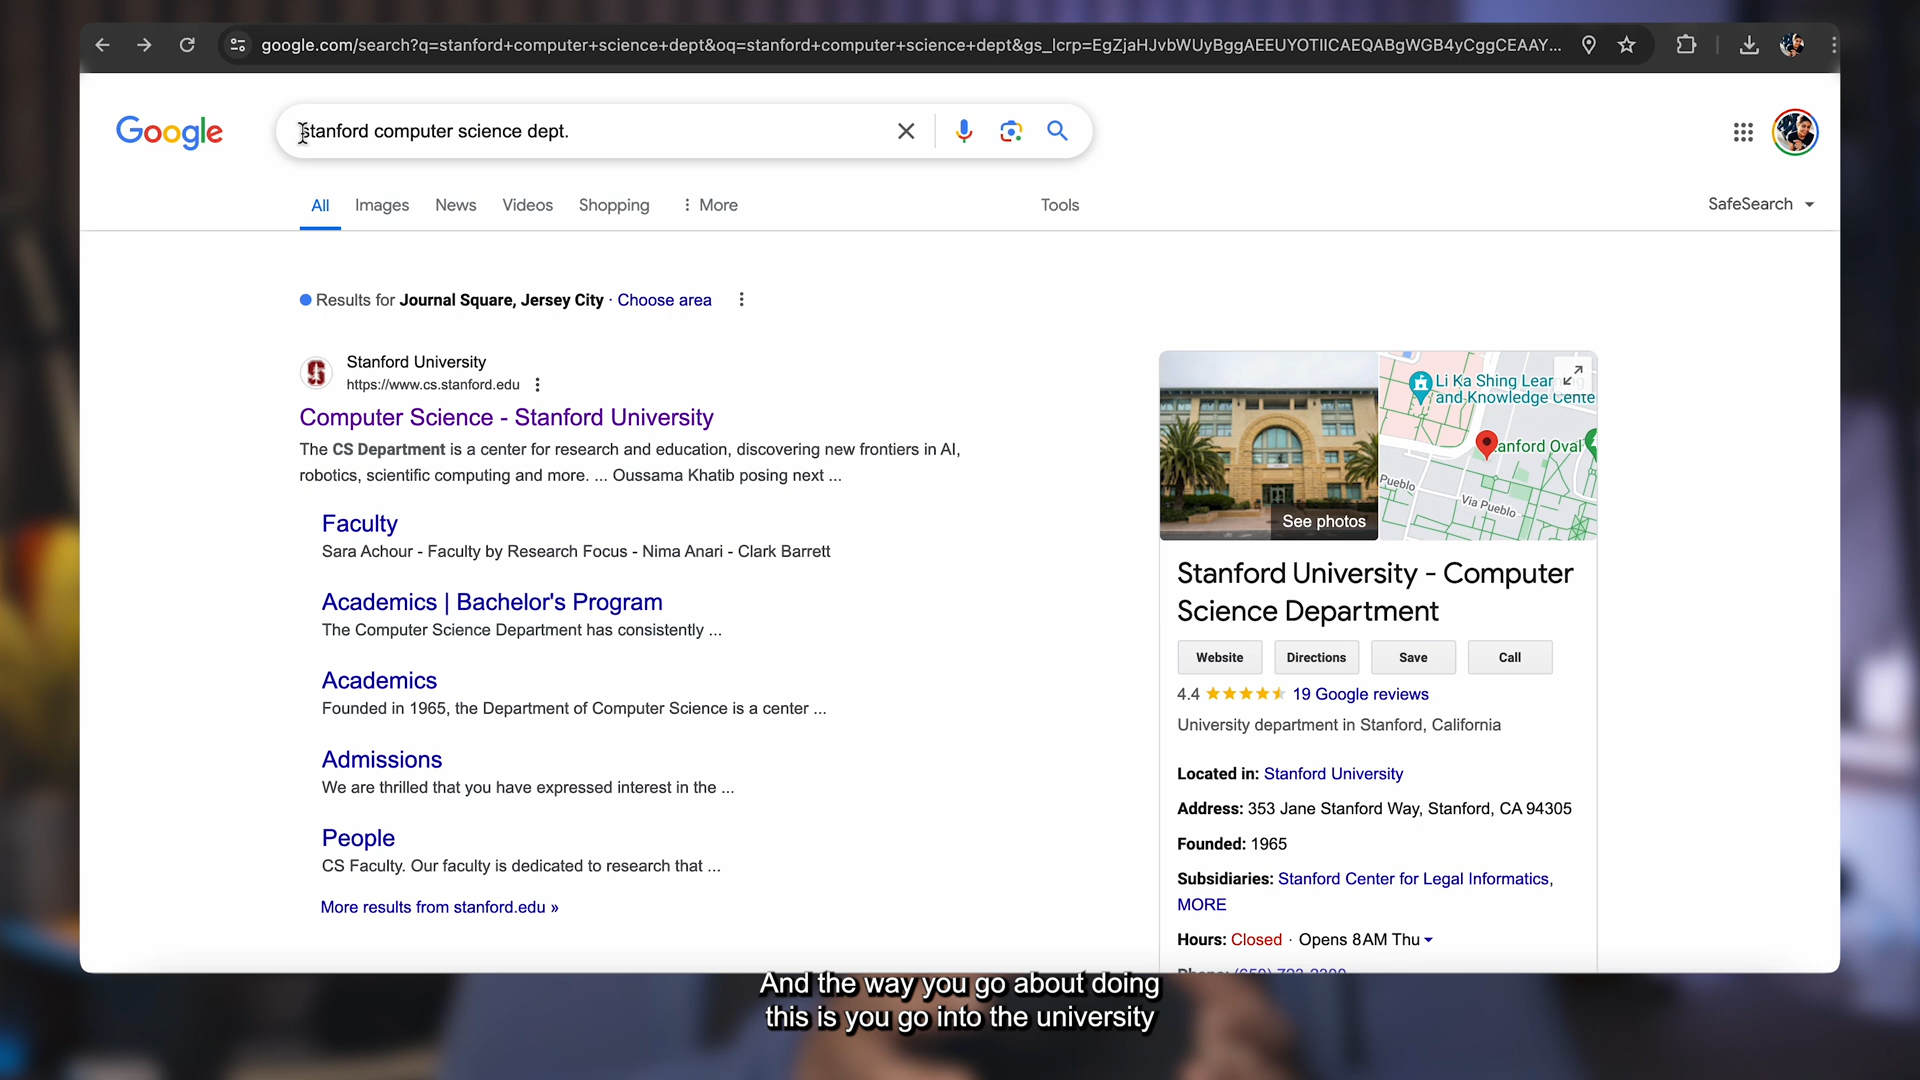 google.com/search?q=stanford+computer+science+dept&oq=stanford+computer+science+dept&gs_lcrp=EgZjaHJvbWUyBggAEEUYOTIICAEQABgWGB4yCggCEAAY...
Google
stanford computer science dept.
All
Images
News
Videos
Shopping
More
Tools
SafeSearch
Results for Journal Square, Jersey City · Choose area
Stanford University
https://www.cs.stanford.edu
Computer Science - Stanford University
The CS Department is a center for research and education, discovering new frontiers in AI,
robotics, scientific computing and more. ... Oussama Khatib posing next ...
Faculty
Sara Achour - Faculty by Research Focus - Nima Anari - Clark Barrett
Academics | Bachelor's Program
The Computer Science Department has consistently ...
Academics
Founded in 1965, the Department of Computer Science is a center ...
Admissions
We are thrilled that you have expressed interest in the ...
People
CS Faculty. Our faculty is dedicated to research that ...
More results from stanford.edu »
See photos
Li Ka Shing Lear
and Knowledge Cente
anford Oval
Pueblo
Via Pueblo
Stanford University - Computer
Science Department
Website
Directions
Save
Call
4.4
19 Google reviews
University department in Stanford, California
Located in: Stanford University
Address: 353 Jane Stanford Way, Stanford, CA 94305
Founded: 1965
Subsidiaries: Stanford Center for Legal Informatics,
MORE
Hours: Closed · Opens 8 AM Thu
And the way you go about doing
this is you go into the university